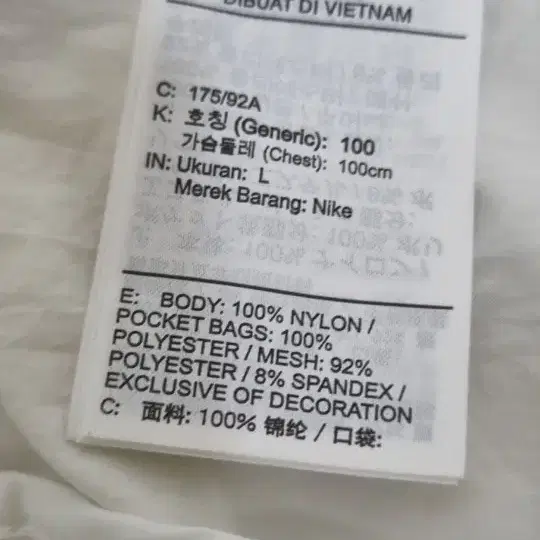 DIBUAT DI VIETNAM
C: 175/92A
K: 호칭 (Generic): 100
가슴둘레 (Chest): 100cm
IN: Ukuran: L
Merek Barang: Nike
E: BODY: 100% NYLON /
POCKET BAGS: 100%
POLYESTER / MESH: 92%
POLYESTER / 8% SPANDEX /
EXCLUSIVE OF DECORATION
C: 面料: 100% 锦纶 / 口袋: